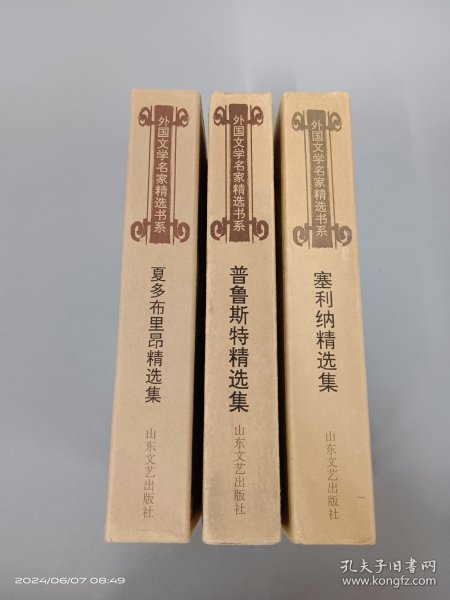 外国文学名家精选书系
夏多布里昂精选集
山东文艺出版社
外国文学名家精选书系
普鲁斯特精选集
山东文艺出版社
外国文学名家精选书系
塞利纳精选集
山东文艺出版社
2024/06/07 08:49
孔夫子旧书网
www.kongfz.com